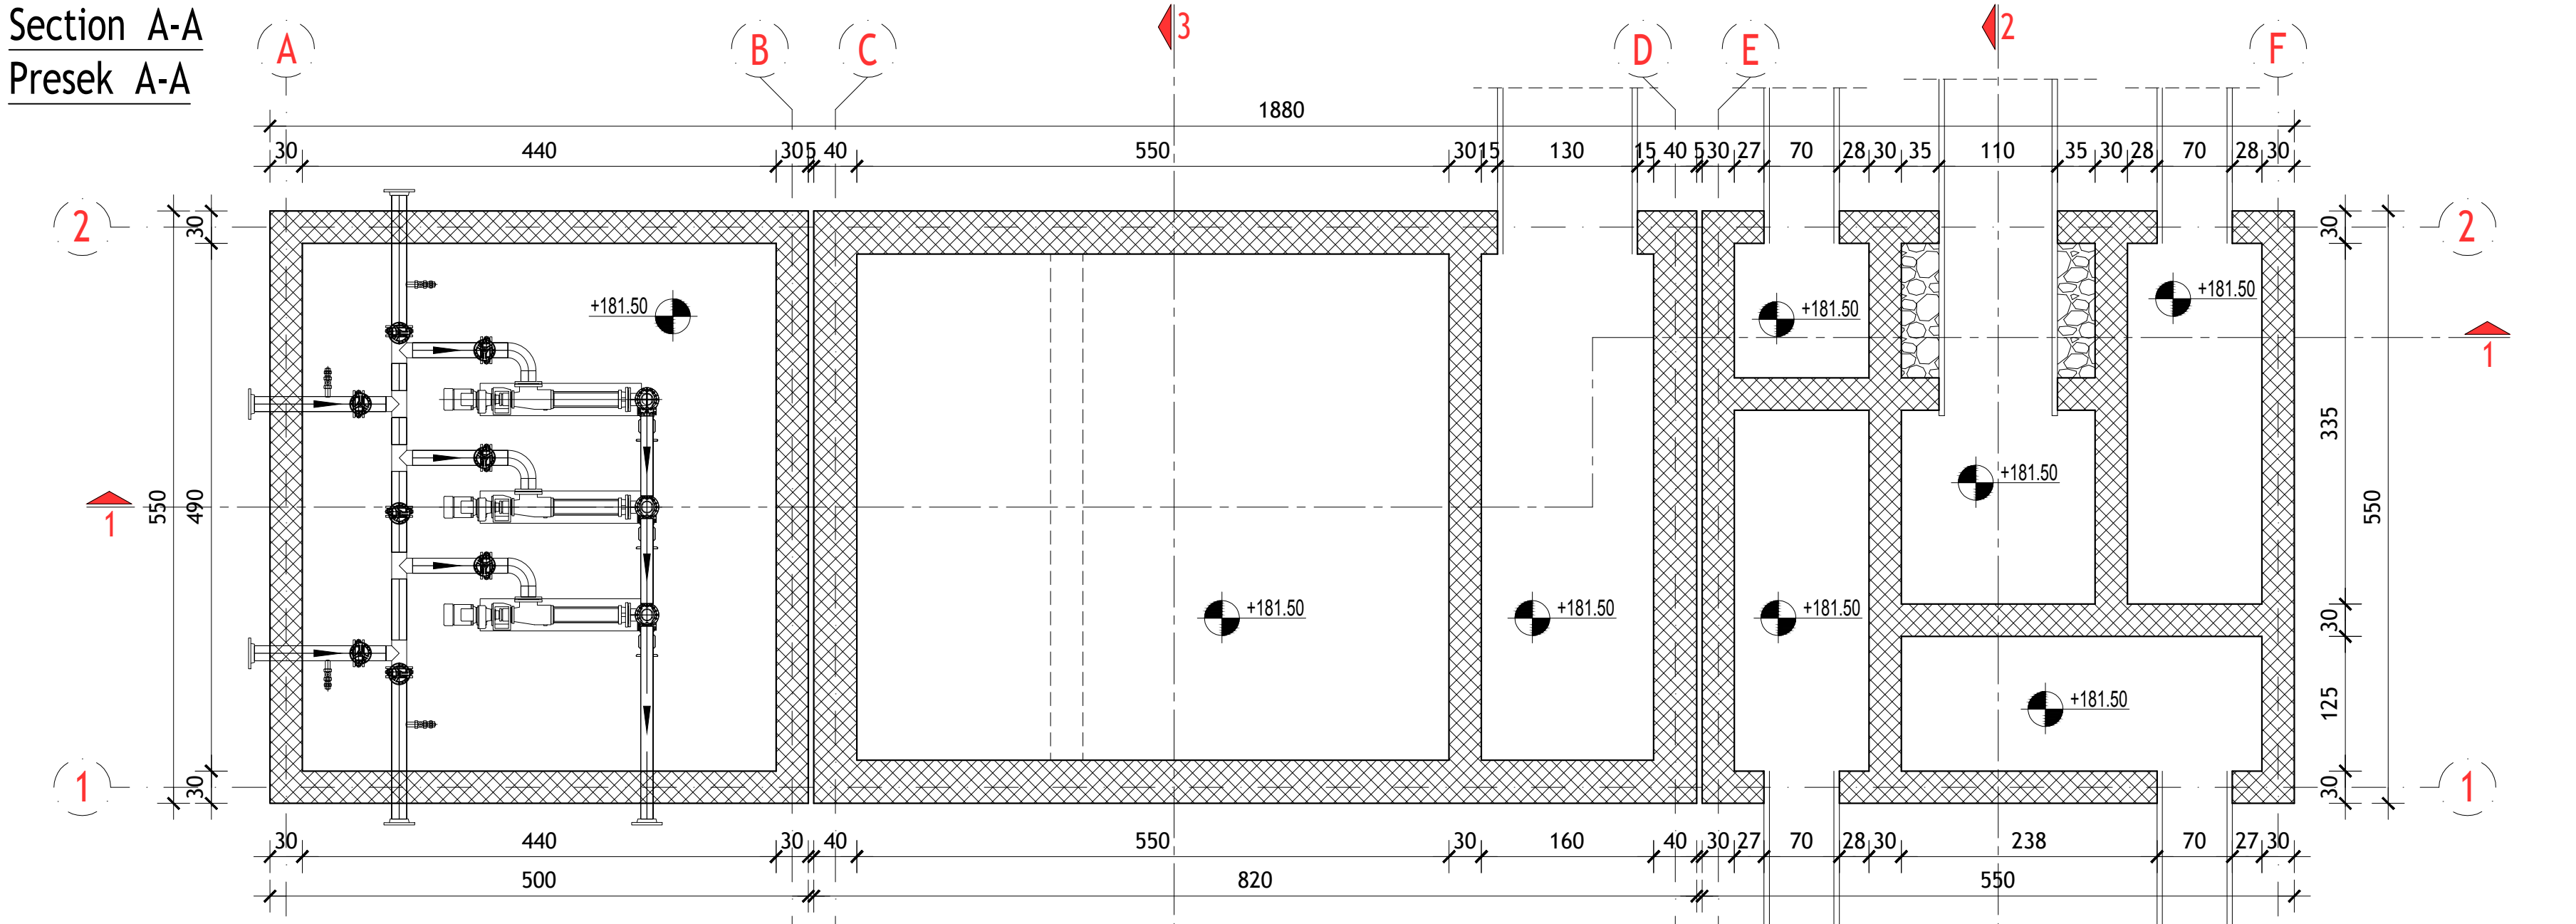 Section A-A
Presek A-A
A B C 3 D E 2 F
1880
30 440 30 5 40 550 30 15 130 15 40 5 30 27 70 28 30 35 110 35 30 28 70 28 30
2 30 30 2
+181.50 +181.50 +181.50
1
335
550 490 +181.50 550
1
+181.50 +181.50 +181.50 30
+181.50 125
1 30 30 1
30 440 30 40 550 30 160 40 30 27 70 28 30 238 70 27 30
500 820 550